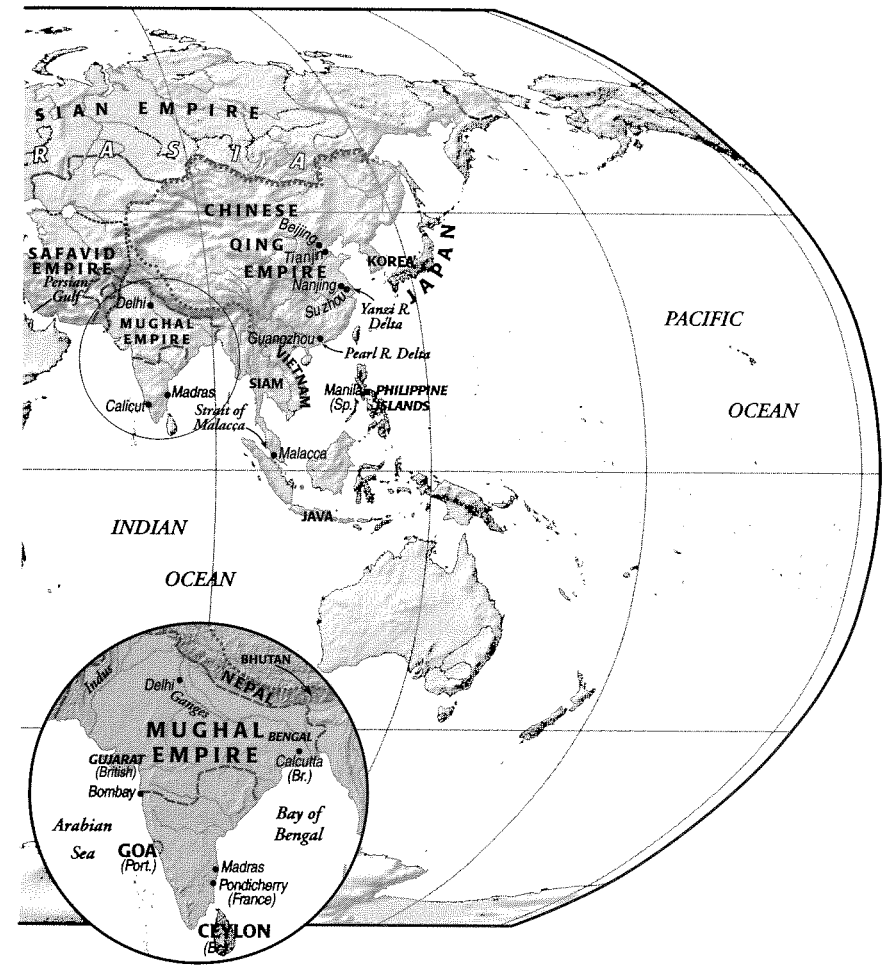 SIAN EMPIRE
R A S I A
CHINESE
QING
EMPIRE
Beijing
Tianjin
KOREA
JAPAN
SAFAVID
EMPIRE
Persian
Gulf
Nanjing
Suzhou
Yanzi R.
Delta
Delhi
MUGHAL
EMPIRE
Guangzhou
Pearl R. Delta
VIETNAM
SIAM
Madras
Calicut
Manila
(Sp.)
PHILIPPINE
ISLANDS
Strait of
Malacca
Malacca
PACIFIC
OCEAN
JAVA
INDIAN
OCEAN
BHUTAN
Indus
Delhi
NEPAL
Ganges
MUGHAL
EMPIRE
BENGAL
Calcutta
(Br.)
GUJARAT
(British)
Bombay
Arabian
Sea
Bay of
Bengal
GOA
(Port.)
Madras
Pondicherry
(France)
CEYLON